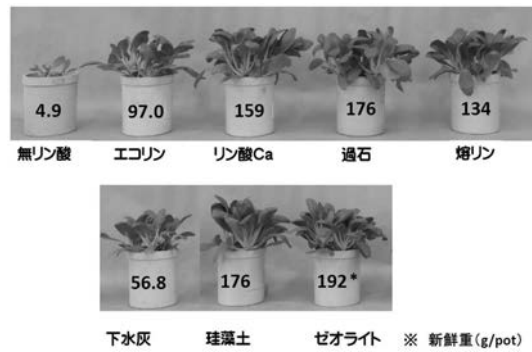 4.9 97.0 159 176 134
無リン酸 エコリン リン酸Ca 過石 熔リン
56.8 176 192*
下水灰 珪藻土 ゼオライト ※ 新鮮重(g/pot)